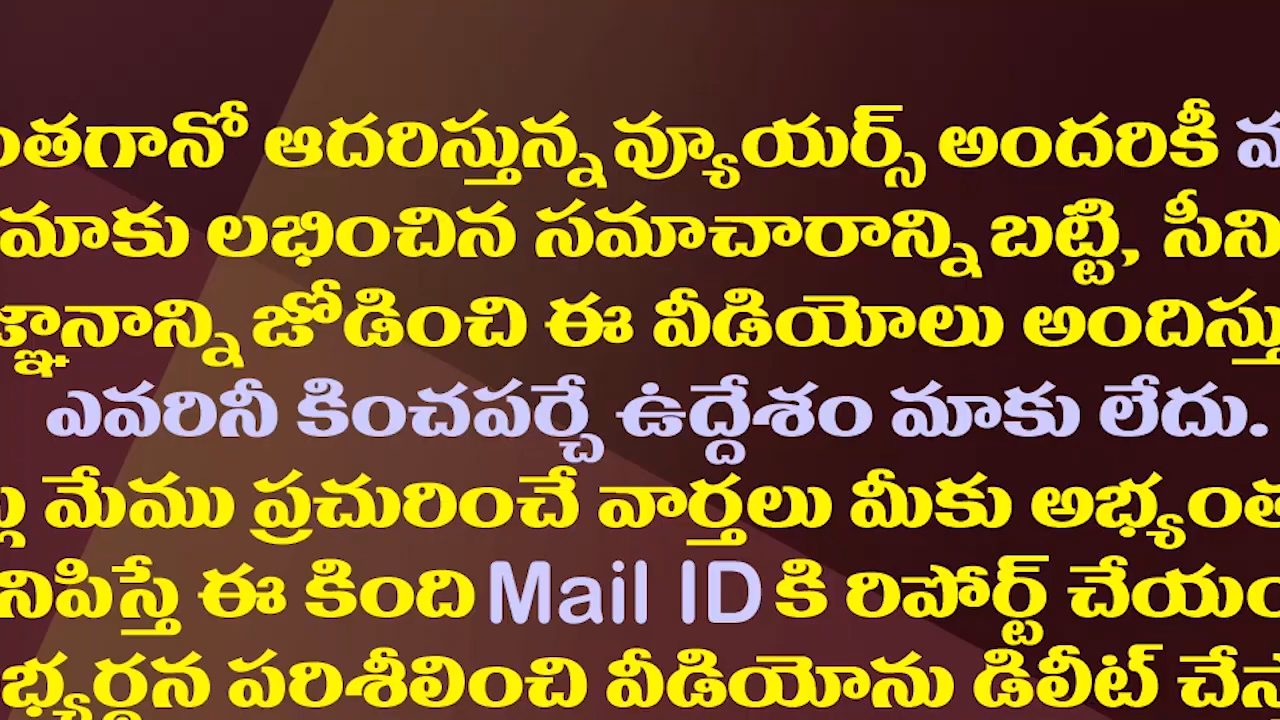 ంతగానో ఆదరిస్తున్న వ్యూయర్స్ అందరికీ
మాకు లభించిన సమాచారాన్ని బట్టి, సీని
జ్ఞానాన్ని జోడించి ఈ వీడియోలు అందిస్తు
ఎవరినీ కించపర్చే ఉద్దేశం మాకు లేదు.
మేము ప్రచురించే వార్తలు మీకు అభ్యంత
నిపిస్తే ఈ కింది Mail ID కి రిపోర్ట్ చేయం
భ్యర్థన పరిశీలించి వీడియోను డిలీట్ చేస